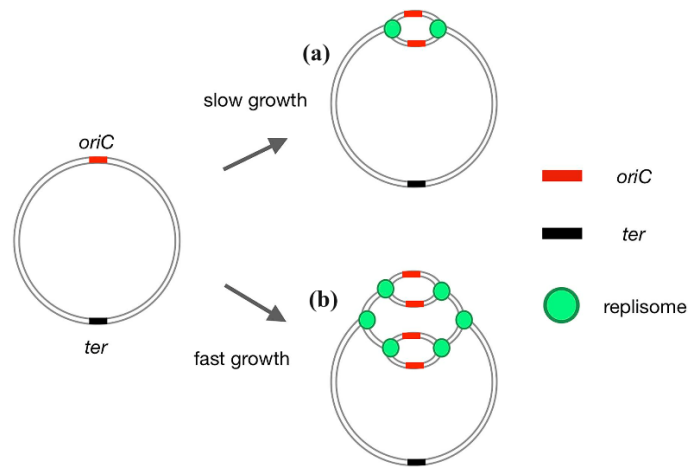 (a)
slow growth
oriC
ter
(b)
fast growth
oriC
ter
replisome